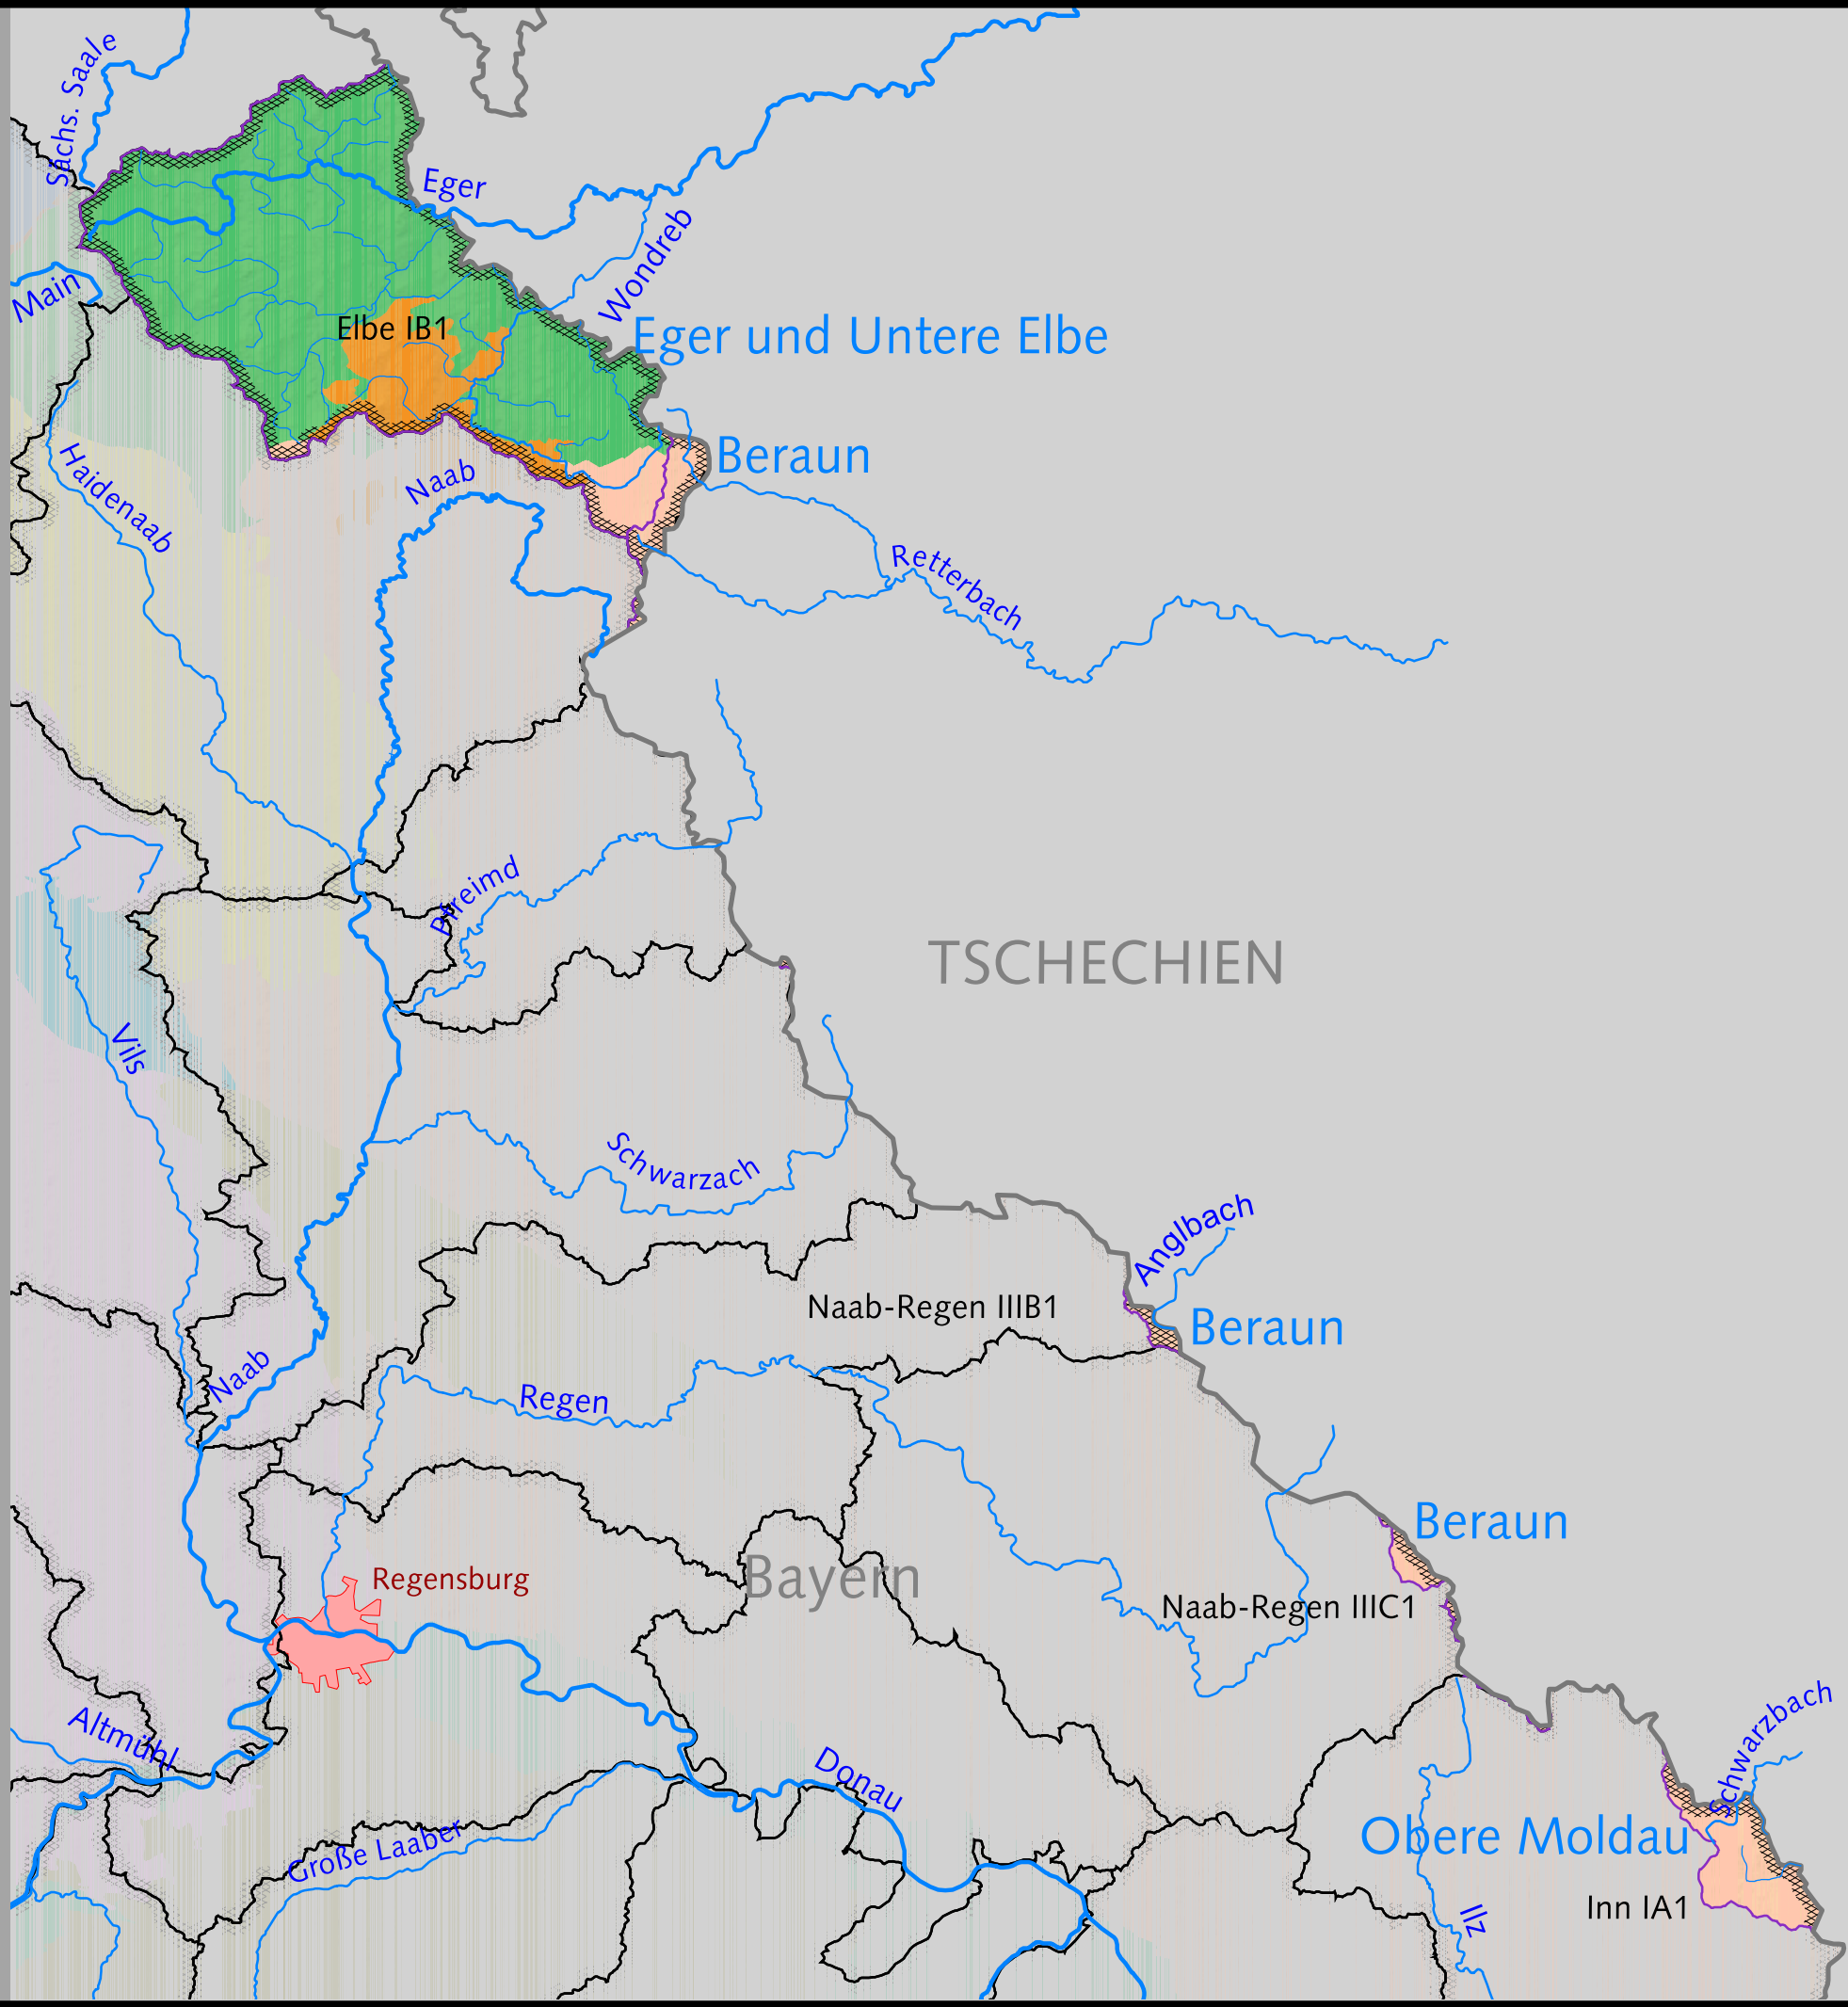 Sächs. Saale
Eger
Wondreb
Main
Elbe IB1
Eger und Untere Elbe
Beraun
Naab
Haidenaab
Retterbach
Pfreimd
TSCHECHIEN
Vils
Schwarzach
Anglbach
Naab-Regen IIIB1
Beraun
Naab
Regen
Beraun
Regensburg
Bayern
Naab-Regen IIIC1
Schwarzbach
Altmühl
Donau
Obere Moldau
Große Laaber
Inn IA1
Ilz